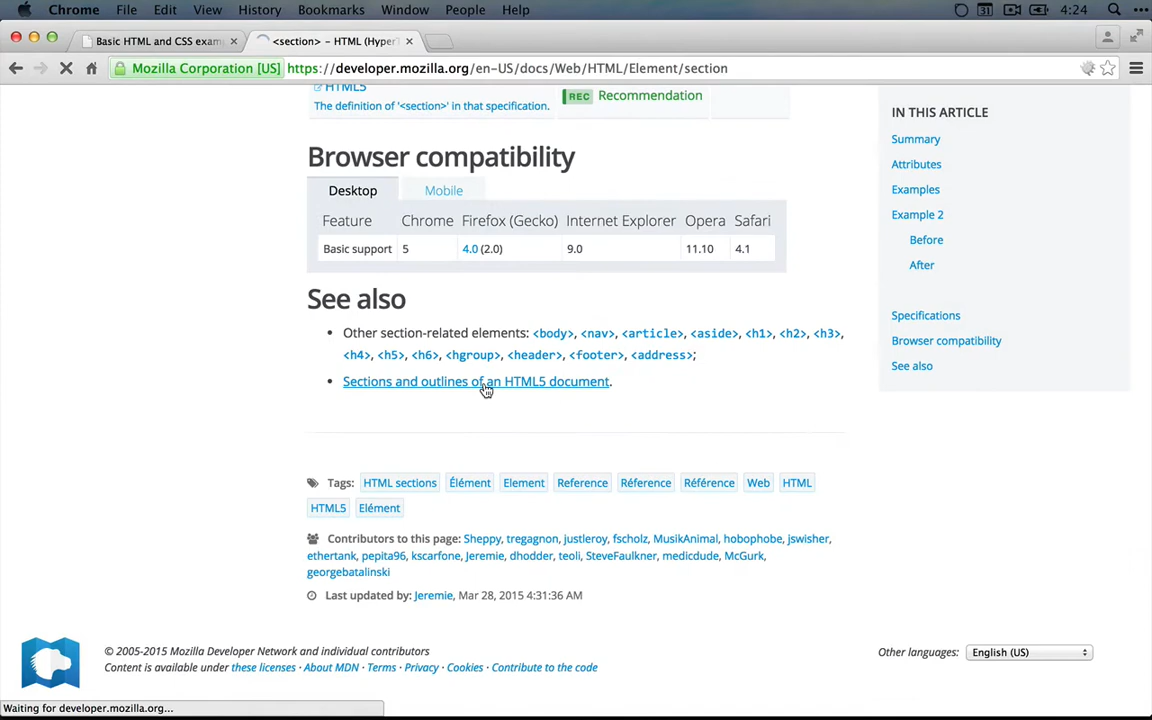 Chrome File Edit View History Bookmarks Window People Help 31 4:24
Basic HTML and CSS exam × <section> – HTML (HyperT ×
Mozilla Corporation [US] https://developer.mozilla.org/en-US/docs/Web/HTML/Element/section
HTML5
The definition of '<section>' in that specification.
REC Recommendation
Browser compatibility
Desktop Mobile
Feature Chrome Firefox (Gecko) Internet Explorer Opera Safari
Basic support 5 4.0 (2.0) 9.0 11.10 4.1
See also
• Other section-related elements: <body>, <nav>, <article>, <aside>, <h1>, <h2>, <h3>,
<h4>, <h5>, <h6>, <hgroup>, <header>, <footer>, <address>;
• Sections and outlines of an HTML5 document.
Tags: HTML sections Élément Element Reference Réference Référence Web HTML
HTML5 Elément
Contributors to this page: Sheppy, tregagnon, justleroy, fscholz, MusikAnimal, hobophobe, jswisher,
ethertank, pepita96, kscarfone, Jeremie, dhodder, teoli, SteveFaulkner, medicdude, McGurk,
georgebatalinski
Last updated by: Jeremie, Mar 28, 2015 4:31:36 AM
IN THIS ARTICLE
Summary
Attributes
Examples
Example 2
Before
After
Specifications
Browser compatibility
See also
© 2005-2015 Mozilla Developer Network and individual contributors
Content is available under these licenses · About MDN · Terms · Privacy · Cookies · Contribute to the code
Other languages: English (US)
Waiting for developer.mozilla.org...